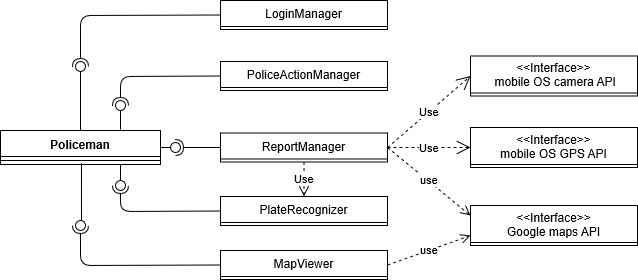 LoginManager
PoliceActionManager
<<Interface>>
mobile OS camera API
Use
Policeman
ReportManager
Use
<<Interface>>
mobile OS GPS API
Use
use
PlateRecognizer
<<Interface>>
Google maps API
use
MapViewer